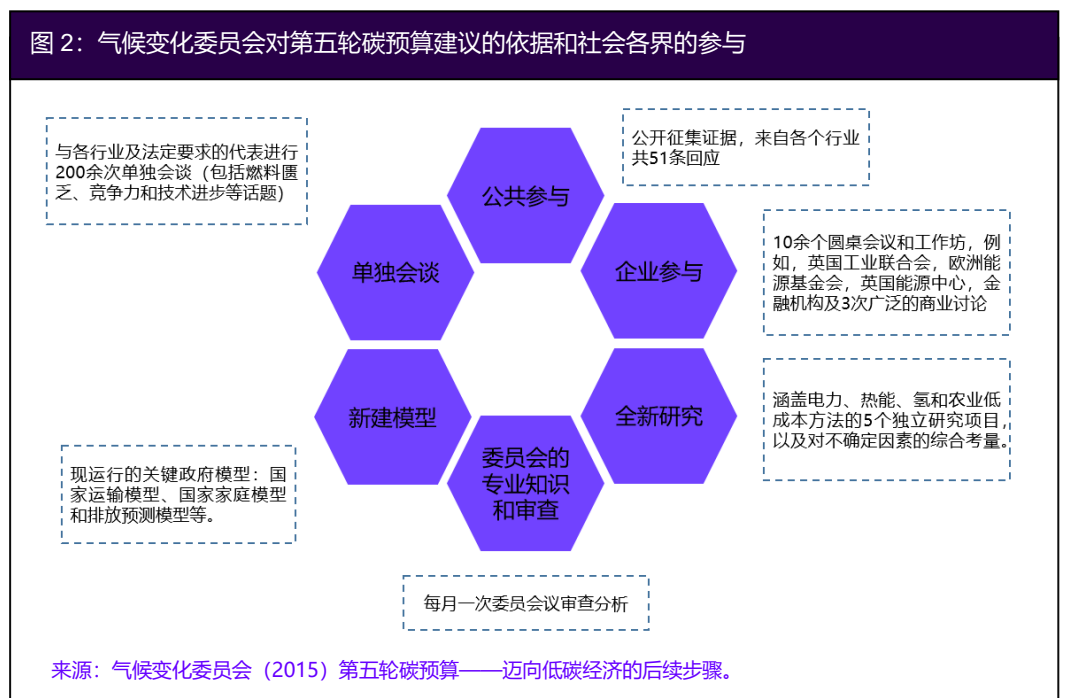 图 2：气候变化委员会对第五轮碳预算建议的依据和社会各界的参与
与各行业及法定要求的代表进行
200余次单独会谈（包括燃料匮
乏、竞争力和技术进步等话题）
公开征集证据，来自各个行业
共51条回应
公共参与
单独会谈
企业参与
10余个圆桌会议和工作坊，例
如，英国工业联合会，欧洲能
源基金会，英国能源中心，金
融机构及3次广泛的商业讨论
新建模型
全新研究
涵盖电力、热能、氢和农业低
成本方法的5个独立研究项目，
以及对不确定因素的综合考量。
委员会的
专业知识
和审查
现运行的关键政府模型：国
家运输模型、国家家庭模型
和排放预测模型等。
每月一次委员会议审查分析
来源：气候变化委员会（2015）第五轮碳预算——迈向低碳经济的后续步骤。